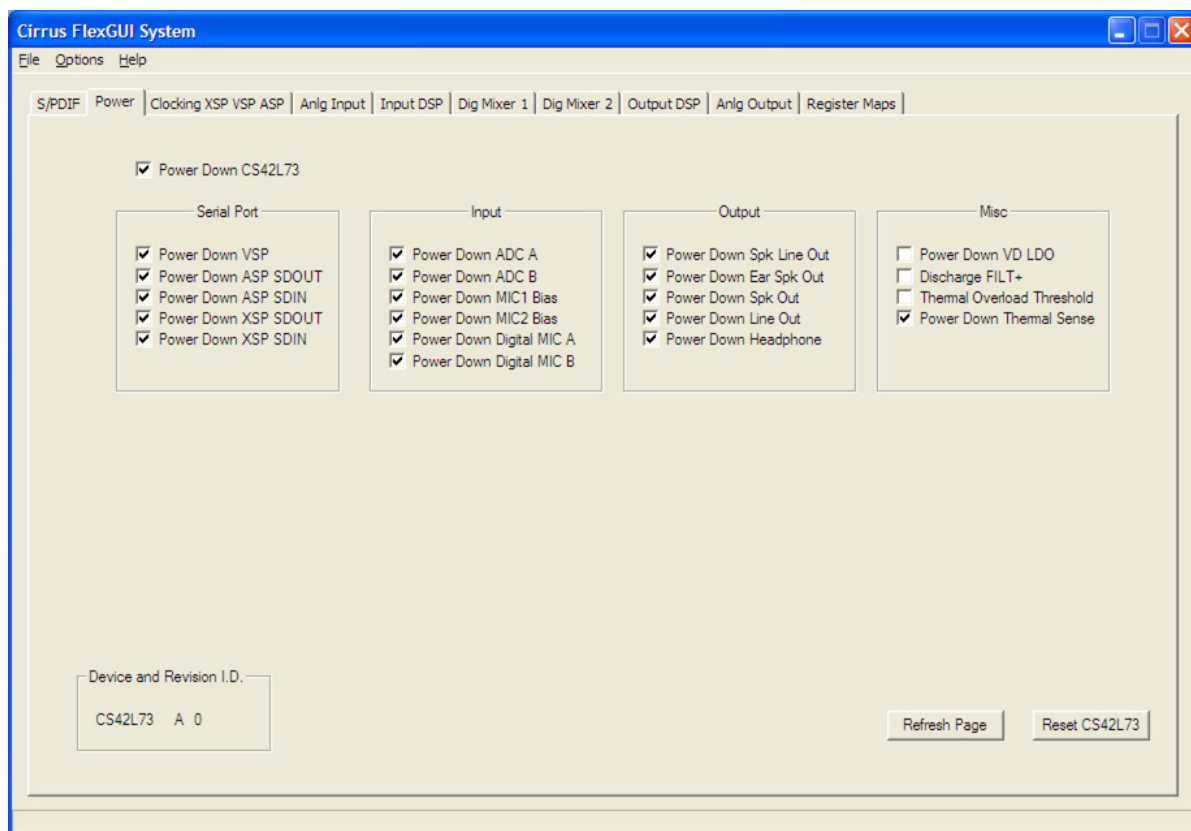 Cirrus FlexGUI System
File Options Help
S/PDIF Power Clocking XSP VSP ASP Anlg Input Input DSP Dig Mixer 1 Dig Mixer 2 Output DSP Anlg Output Register Maps
Power Down CS42L73
Serial Port
Power Down VSP
Power Down ASP SDOUT
Power Down ASP SDIN
Power Down XSP SDOUT
Power Down XSP SDIN
Input
Power Down ADC A
Power Down ADC B
Power Down MIC1 Bias
Power Down MIC2 Bias
Power Down Digital MIC A
Power Down Digital MIC B
Output
Power Down Spk Line Out
Power Down Ear Spk Out
Power Down Spk Out
Power Down Line Out
Power Down Headphone
Misc
Power Down VD LDO
Discharge FILT+
Thermal Overload Threshold
Power Down Thermal Sense
Device and Revision I.D.
CS42L73 A 0
Refresh Page
Reset CS42L73